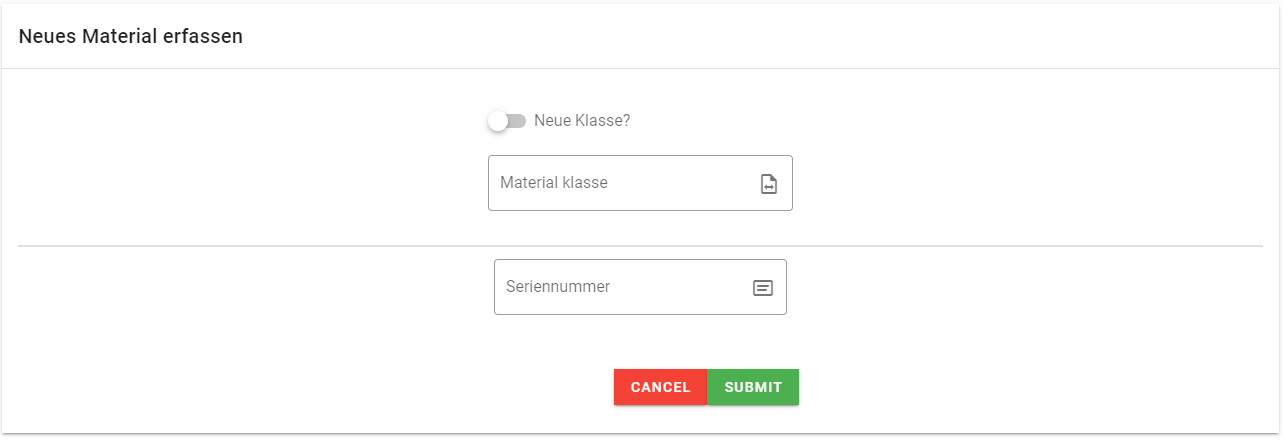 Neues Material erfassen
Neue Klasse?
Material klasse
Seriennummer
CANCEL SUBMIT